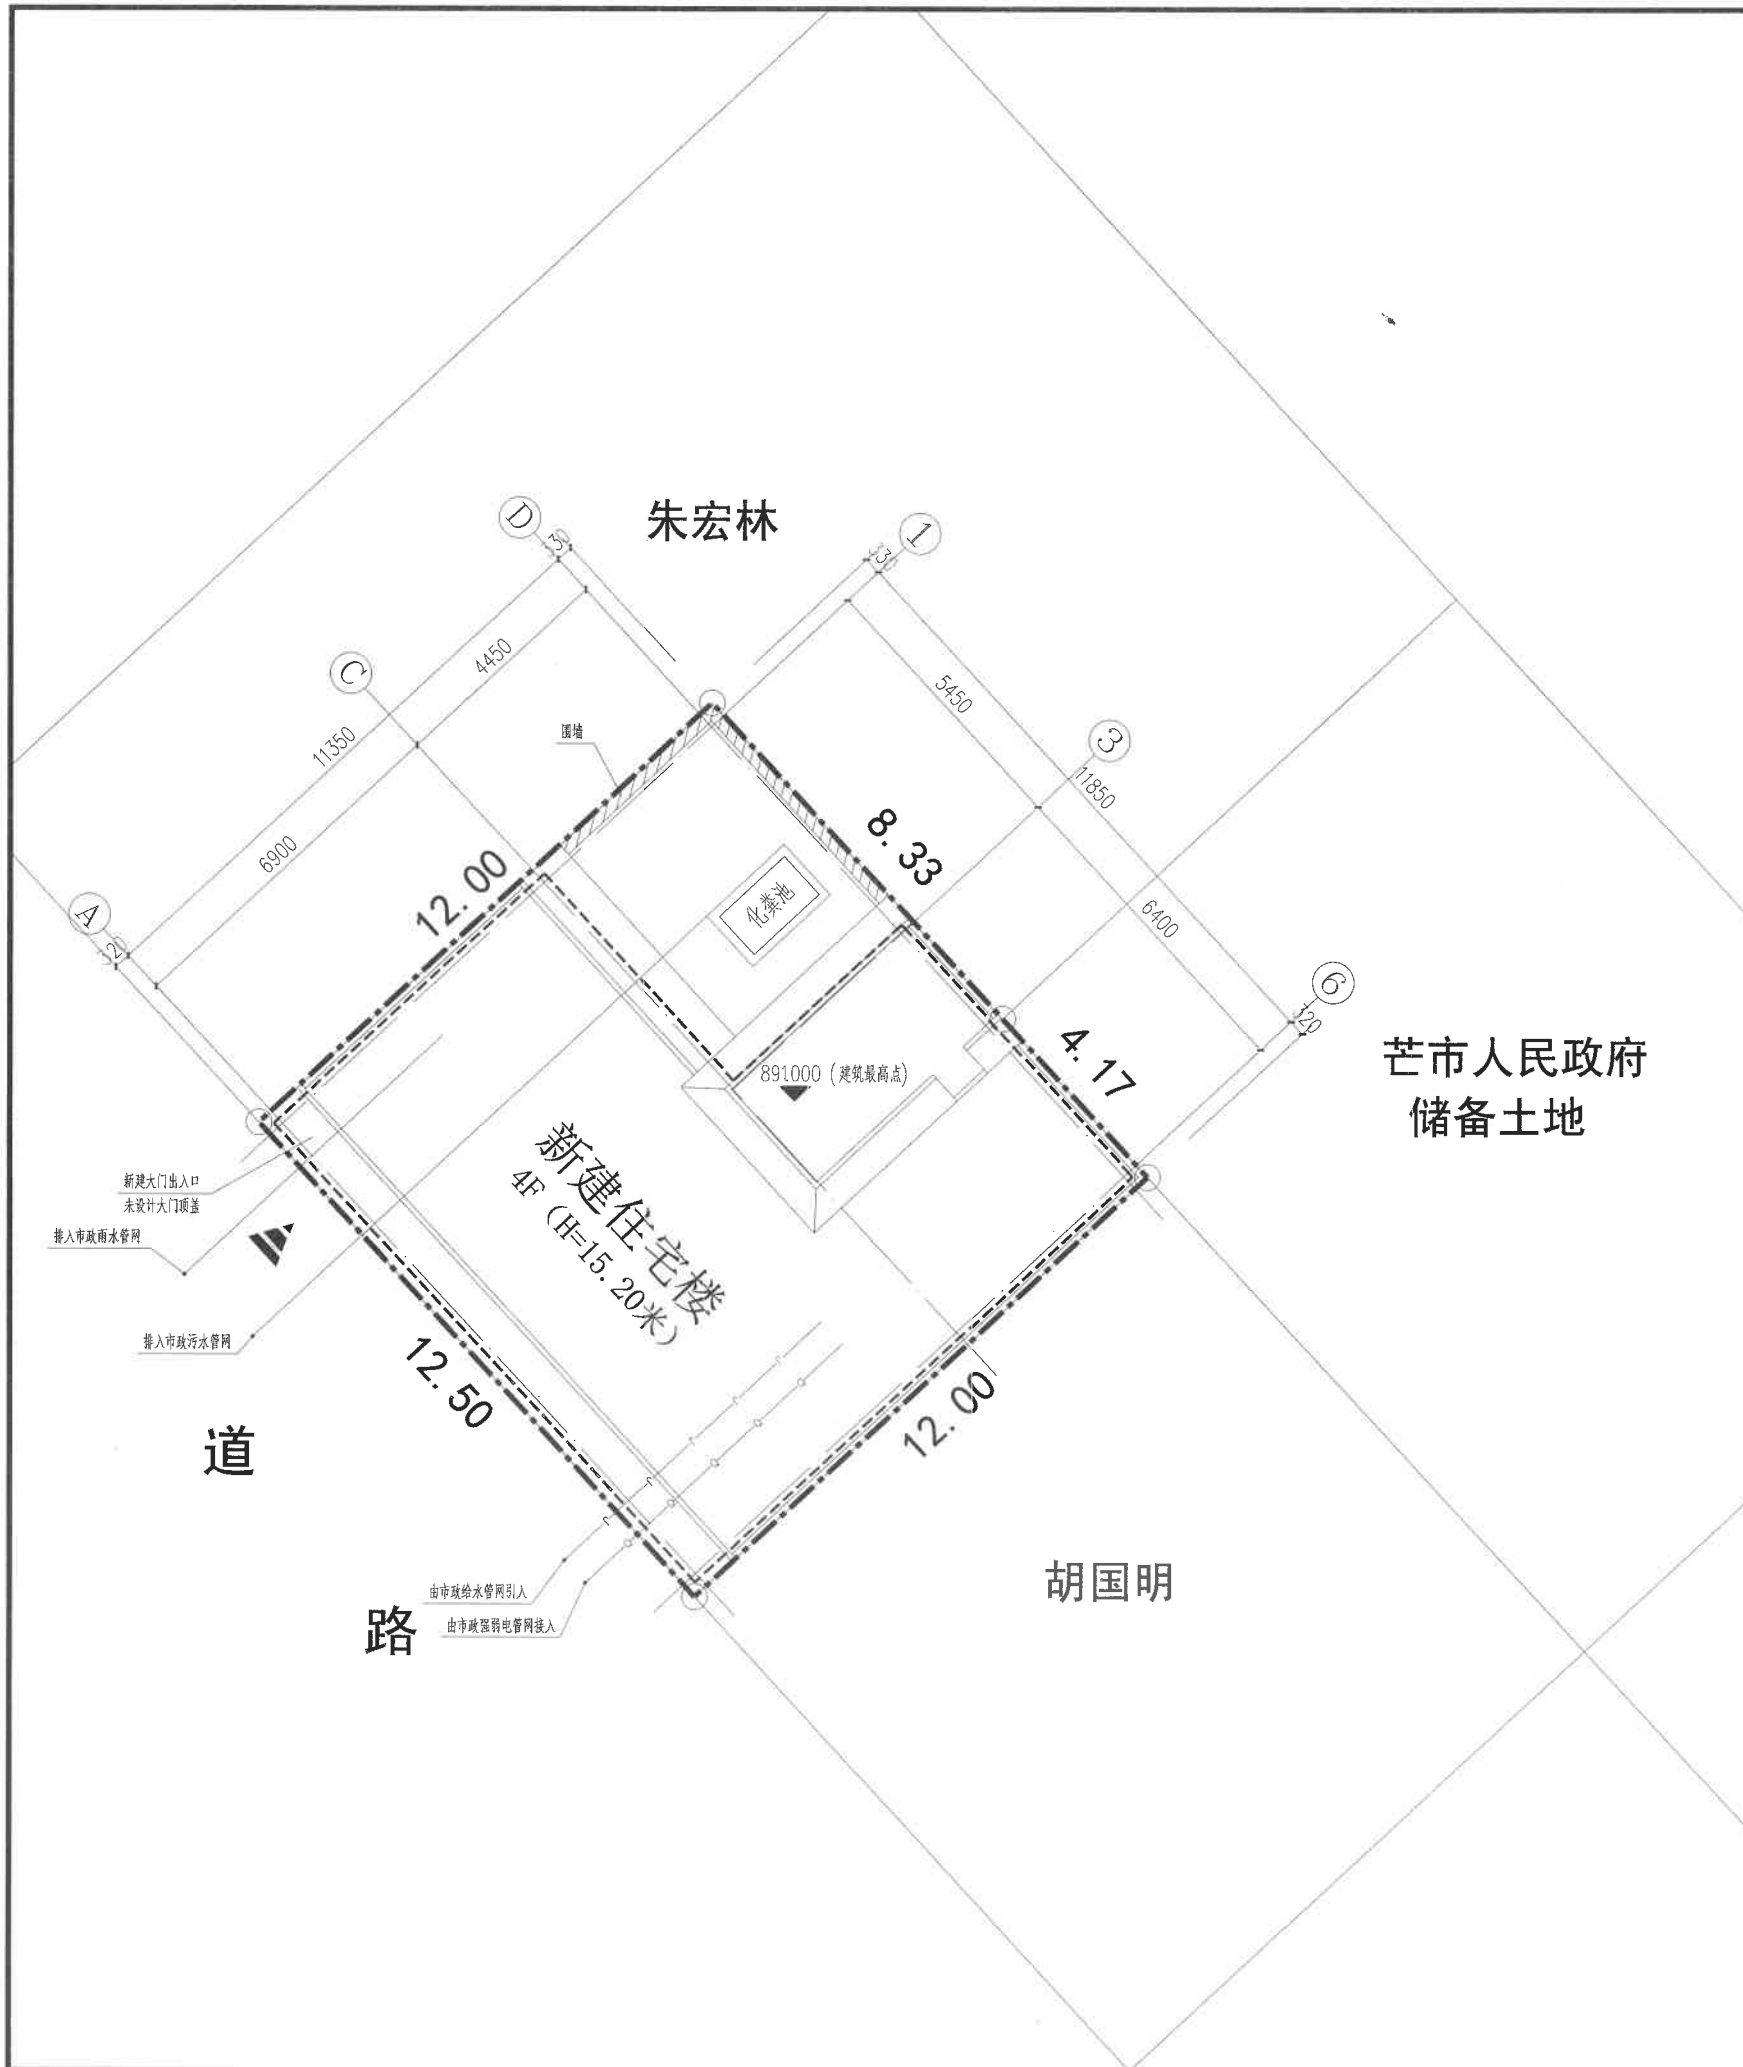 朱宏林
D
330
1
330
C
4450
5450
围墙
3
11350
11850
8.33
6900
12.00
化粪池
6400
A
320
6
320
4.17
芒市人民政府
储备土地
891000（建筑最高点）
新建住宅楼
4F（H=15.20米）
新建大门出入口
未设计大门顶盖
排入市政雨水管网
排入市政污水管网
12.50
12.00
道
路
由市政给水管网引入
由市政强弱电管网接入
胡国明